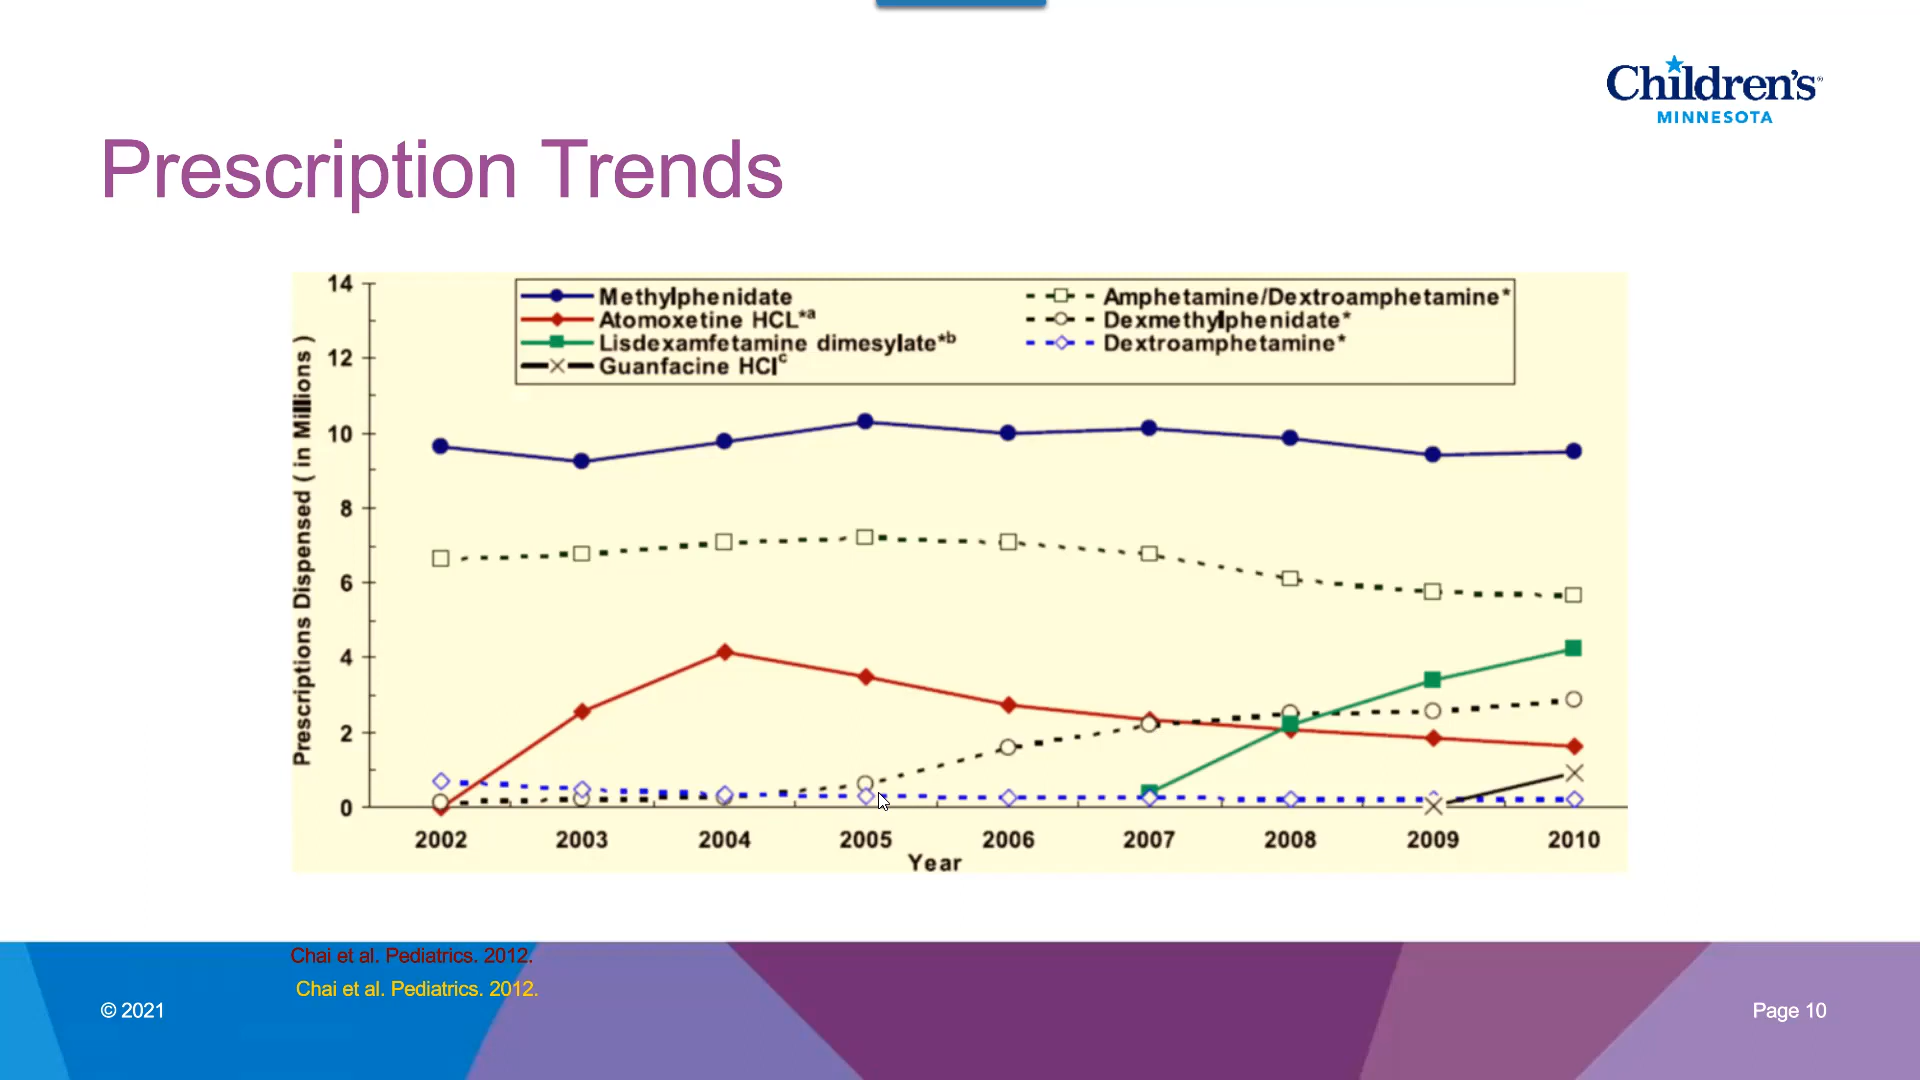 Children's
MINNESOTA
Prescription Trends
14
12
10
8
6
4
2
0
Prescriptions Dispensed ( in Millions )
Methylphenidate
Atomoxetine HCL*a
Lisdexamfetamine dimesylate*b
Guanfacine HClc
Amphetamine/Dextroamphetamine*
Dexmethylphenidate*
Dextroamphetamine*
2002 2003 2004 2005 2006 2007 2008 2009 2010
Year
Chai et al. Pediatrics. 2012.
Chai et al. Pediatrics. 2012.
© 2021
Page 10